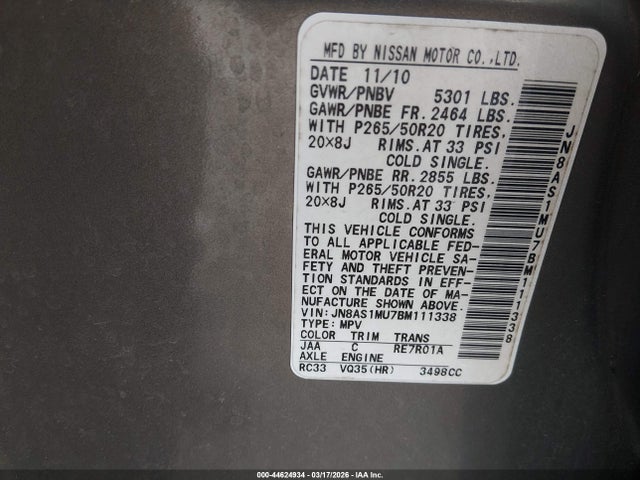 MFD BY NISSAN MOTOR CO.,LTD.
DATE 11/10
GVWR/PNBV 5301 LBS.
GAWR/PNBE FR. 2464 LBS.
WITH P265/50R20 TIRES,
20×8J RIMS.AT 33 PSI
COLD SINGLE.
GAWR/PNBE RR. 2855 LBS.
WITH P265/50R20 TIRES,
20×8J RIMS.AT 33 PSI
COLD SINGLE.
THIS VEHICLE CONFORMS
TO ALL APPLICABLE FED-
ERAL MOTOR VEHICLE SA-
FETY AND THEFT PREVEN-
TION STANDARDS IN EFF-
ECT ON THE DATE OF MA-
NUFACTURE SHOWN ABOVE.
VIN: JN8AS1MU7BM111338
TYPE: MPV
COLOR TRIM TRANS
JAA C RE7R01A
AXLE ENGINE
RC33 VQ35(HR) 3498CC
JN8AS1MU7BM111338
000-44624934 - 03/17/2026 - IAA Inc.